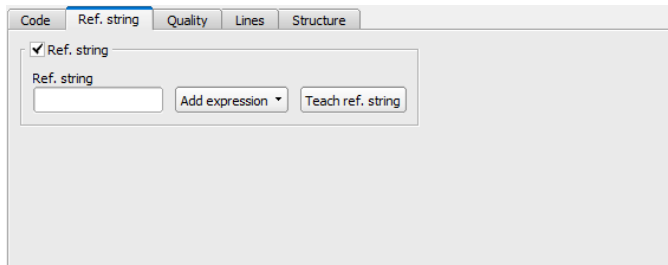 Code Ref. string Quality Lines Structure
Ref. string
Ref. string
Add expression Teach ref. string